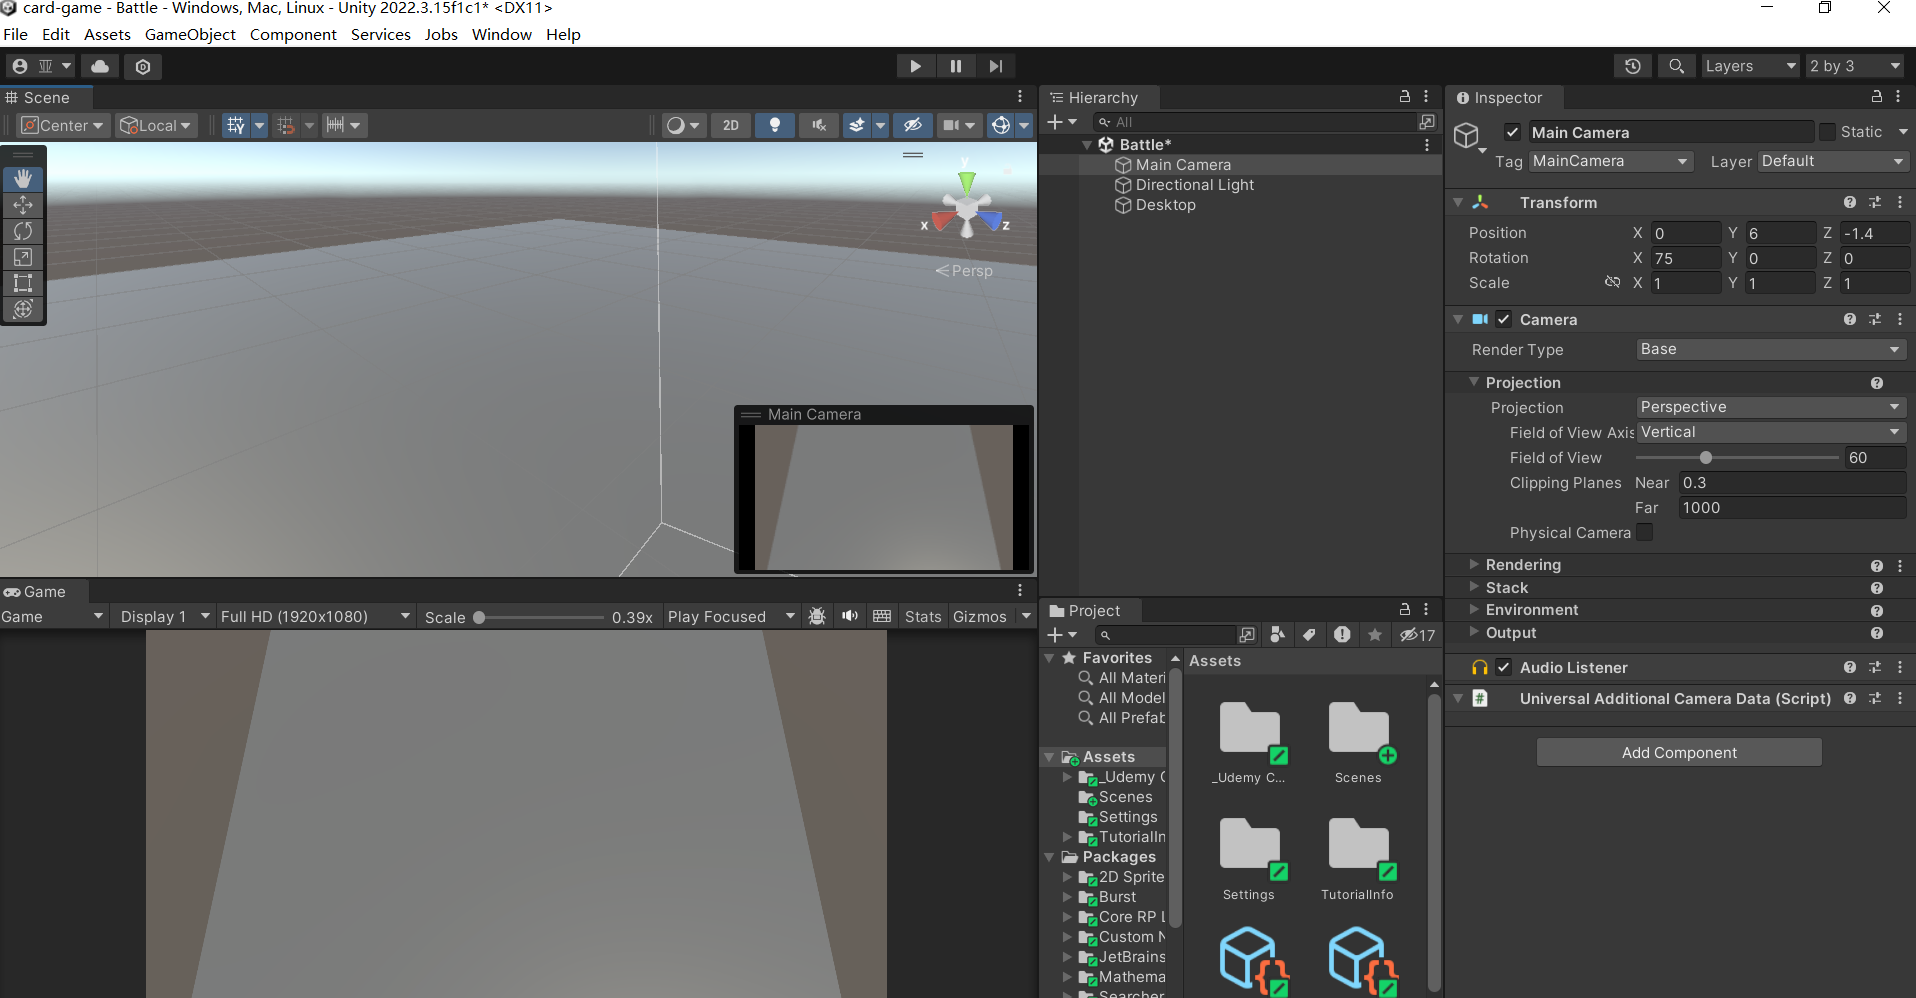 card-game - Battle - Windows, Mac, Linux - Unity 2022.3.15f1c1* <DX11>
File Edit Assets GameObject Component Services Jobs Window Help
Layers 2 by 3
Scene
Center Local 2D
y
x z
Persp
Main Camera
Game
Game Display 1 Full HD (1920x1080) Scale 0.39x Play Focused Stats Gizmos
Hierarchy
All
Battle*
Main Camera
Directional Light
Desktop
Project
17
Favorites
All Materi
All Model
All Prefab
Assets
_Udemy C
Scenes
Settings
TutorialIn
Packages
2D Sprite
Burst
Core RP L
Custom N
JetBrains
Mathema
Searcher
Assets
_Udemy C... Scenes
Settings TutorialInfo
Inspector
Main Camera Static
Tag MainCamera Layer Default
Transform
Position X 0 Y 6 Z -1.4
Rotation X 75 Y 0 Z 0
Scale X 1 Y 1 Z 1
Camera
Render Type Base
Projection
Projection Perspective
Field of View Axis Vertical
Field of View 60
Clipping Planes Near 0.3
Far 1000
Physical Camera
Rendering
Stack
Environment
Output
Audio Listener
# Universal Additional Camera Data (Script)
Add Component